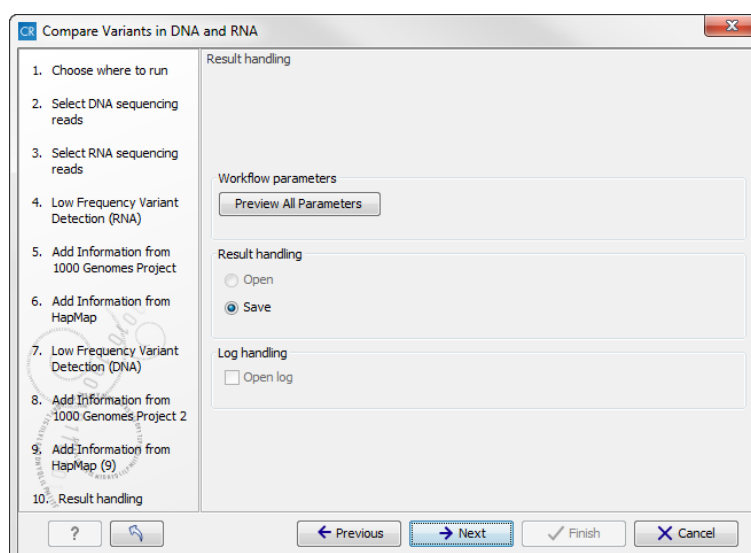 CR Compare Variants in DNA and RNA
1. Choose where to run
2. Select DNA sequencing
reads
3. Select RNA sequencing
reads
4. Low Frequency Variant
Detection (RNA)
5. Add Information from
1000 Genomes Project
6. Add Information from
HapMap
7. Low Frequency Variant
Detection (DNA)
8. Add Information from
1000 Genomes Project 2
9. Add Information from
HapMap (9)
10. Result handling
Result handling
Workflow parameters
Preview All Parameters
Result handling
Open
Save
Log handling
Open log
?
Previous
Next
Finish
Cancel